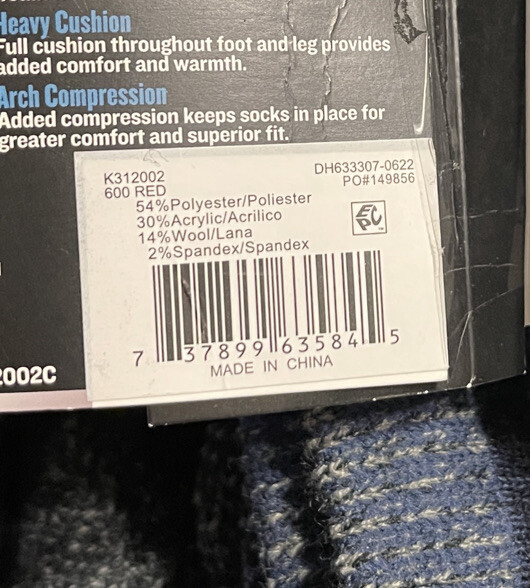 Heavy Cushion
Full cushion throughout foot and leg provides
added comfort and warmth.
Arch Compression
Added compression keeps socks in place for
greater comfort and superior fit.
K312002
600 RED
DH633307-0622
PO#149856
54%Polyester/Poliester
30%Acrylic/Acrilico
14%Wool/Lana
2%Spandex/Spandex
EPC
7 37899 63584 5
MADE IN CHINA
2002C